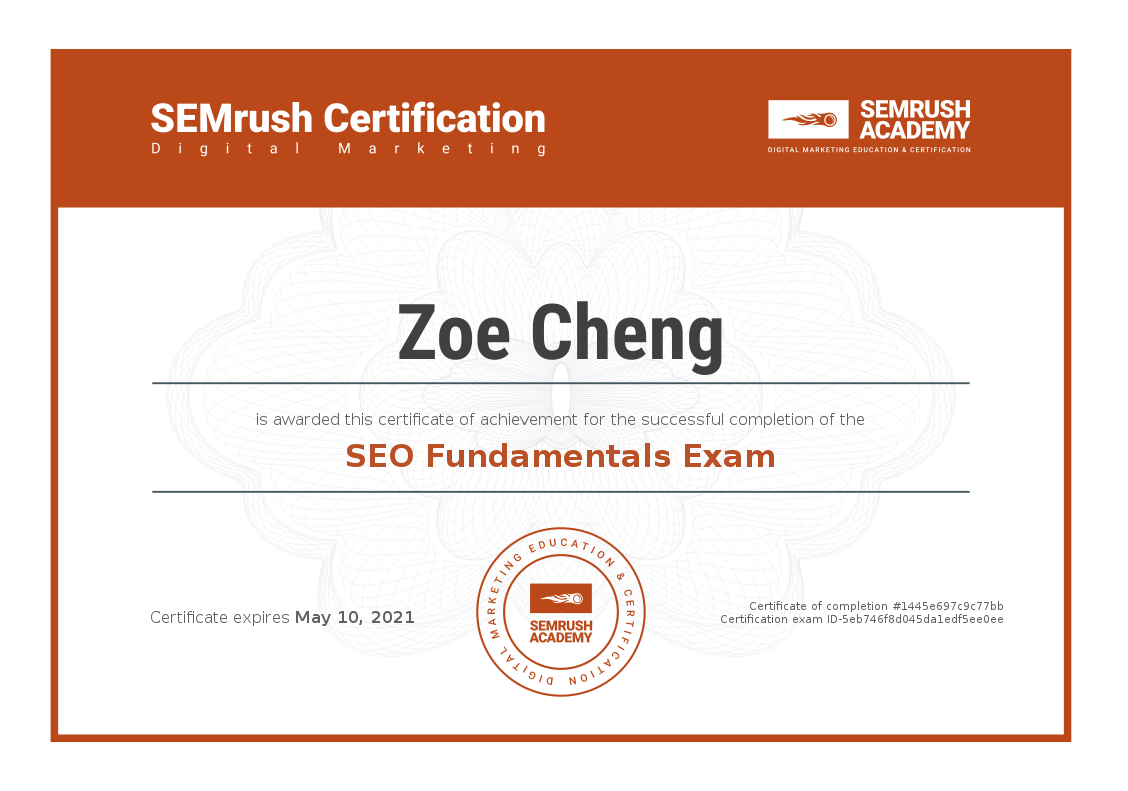 SEMrush Certification
Digital Marketing
SEMRUSH
ACADEMY
DIGITAL MARKETING EDUCATION & CERTIFICATION
Zoe Cheng
is awarded this certificate of achievement for the successful completion of the
SEO Fundamentals Exam
Certificate expires May 10, 2021
DIGITAL MARKETING EDUCATION & CERTIFICATION
SEMRUSH
ACADEMY
Certificate of completion #1445e697c9c77bb
Certification exam ID-5eb746f8d045da1edf5ee0ee